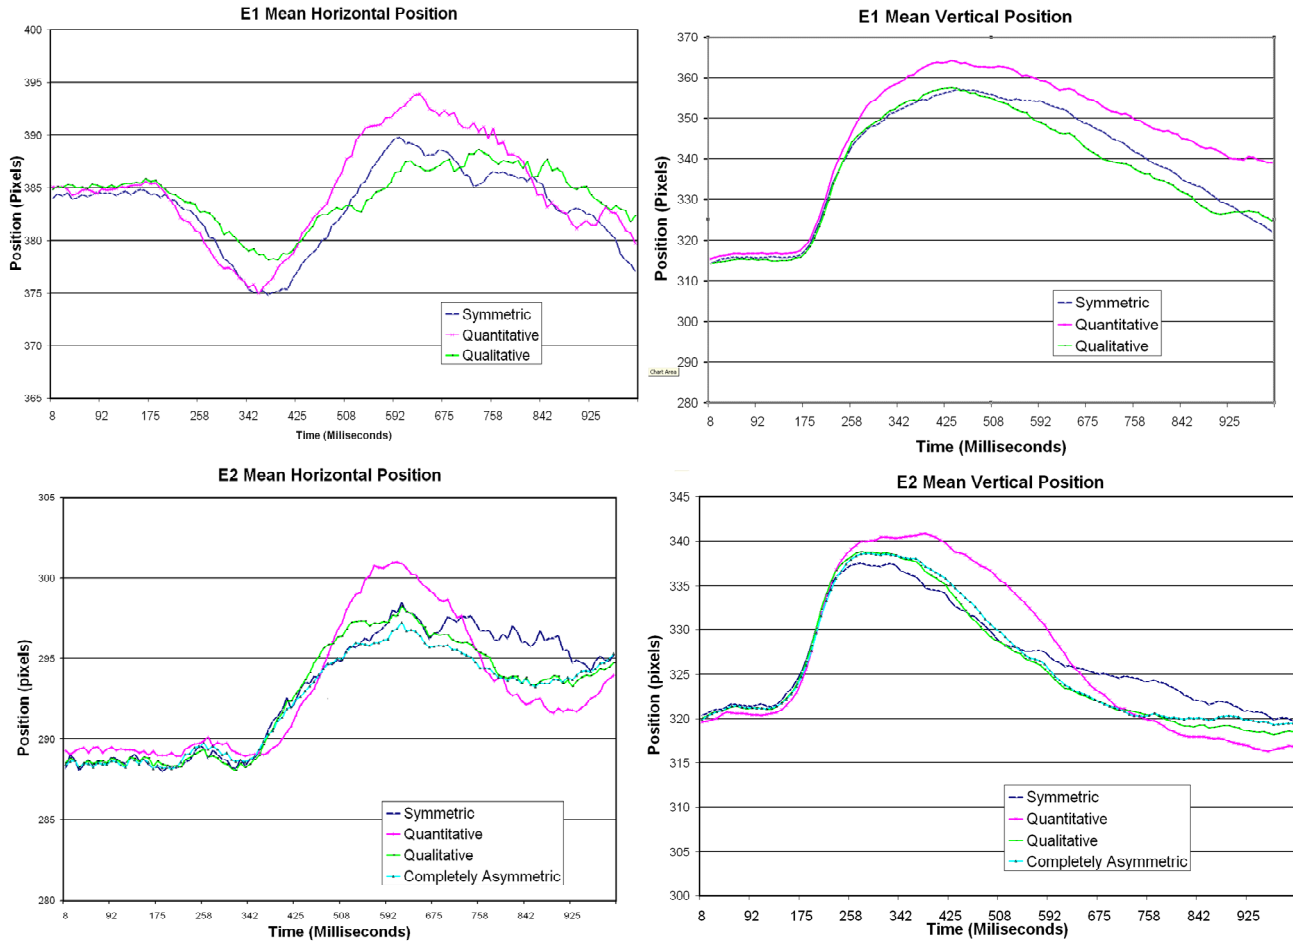 E1 Mean Horizontal Position
400
395
390
385
380
375
370
365
Position (Pixels)
Symmetric
Quantitative
Qualitative
8 92 175 258 342 425 508 592 675 758 842 925
Time (Miliseconds)
E1 Mean Vertical Position
370
360
350
340
330
320
310
300
290
280
Position (Pixels)
Symmetric
Quantitative
Qualitative
Chart Area
8 92 175 258 342 425 508 592 675 758 842 925
Time (Milliseconds)
E2 Mean Horizontal Position
305
300
295
290
285
280
Position (pixels)
Symmetric
Quantitative
Qualitative
Completely Asymmetric
8 92 175 258 342 425 508 592 675 758 842 925
Time (Milliseconds)
E2 Mean Vertical Position
345
340
335
330
325
320
315
310
305
300
Position (pixels)
Symmetric
Quantitative
Qualitative
Completely Asymmetric
8 92 175 258 342 425 508 592 675 758 842 925
Time (Milliseconds)